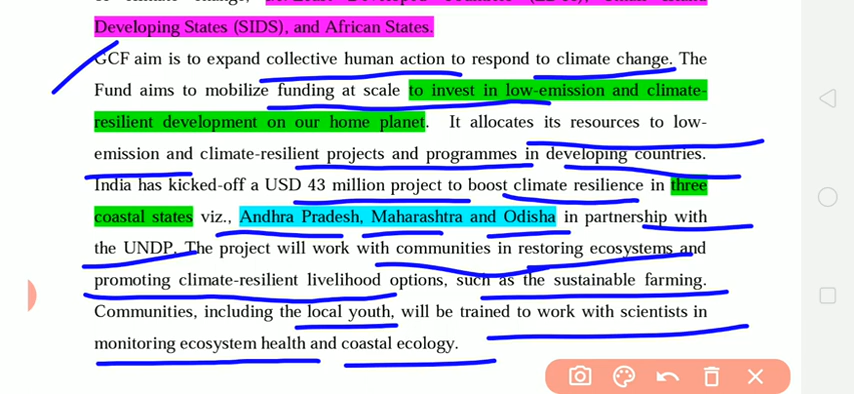 Developing States (SIDS), and African States.
GCF aim is to expand collective human action to respond to climate change. The
Fund aims to mobilize funding at scale to invest in low-emission and climate-
resilient development on our home planet. It allocates its resources to low-
emission and climate-resilient projects and programmes in developing countries.
India has kicked-off a USD 43 million project to boost climate resilience in three
coastal states viz., Andhra Pradesh, Maharashtra and Odisha in partnership with
the UNDP. The project will work with communities in restoring ecosystems and
promoting climate-resilient livelihood options, such as the sustainable farming.
Communities, including the local youth, will be trained to work with scientists in
monitoring ecosystem health and coastal ecology.